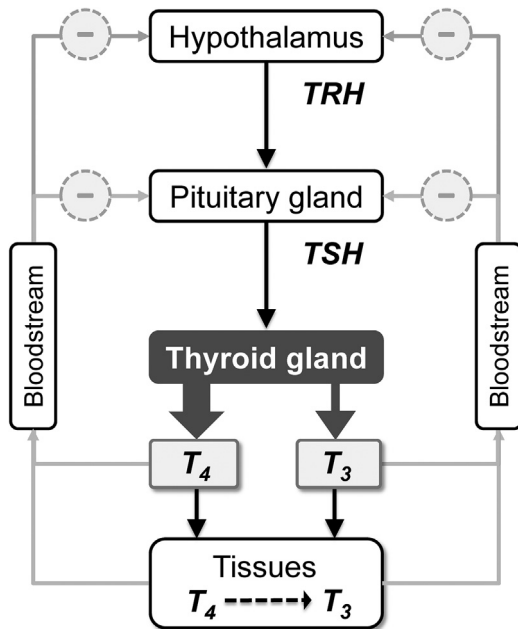 Hypothalamus
TRH
Pituitary gland
TSH
Bloodstream
Bloodstream
Thyroid gland
T₄
T₃
Tissues
T₄ T₃